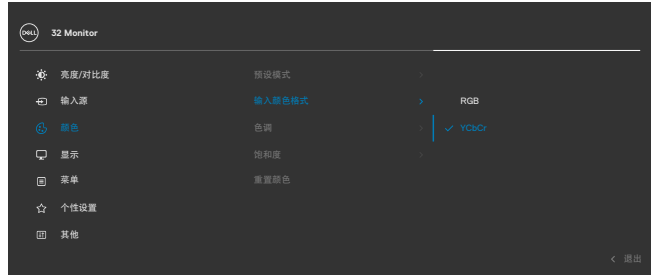 DELL 32 Monitor
亮度/对比度 预设模式
输入源 输入颜色格式 RGB
颜色 色调 YCbCr
显示 饱和度
菜单 重置颜色
个性设置
其他
退出